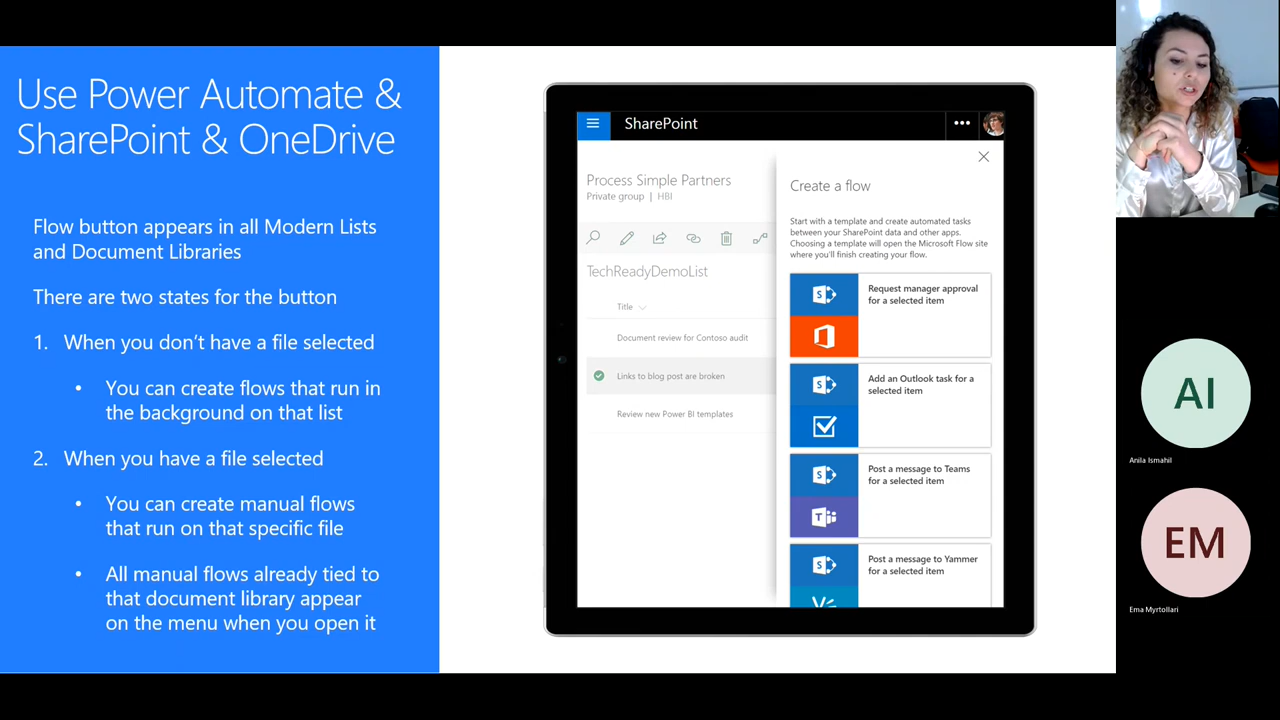 Use Power Automate &
SharePoint & OneDrive
Flow button appears in all Modern Lists
and Document Libraries
There are two states for the button
1. When you don't have a file selected
• You can create flows that run in
the background on that list
2. When you have a file selected
• You can create manual flows
that run on that specific file
• All manual flows already tied to
that document library appear
on the menu when you open it
SharePoint
Process Simple Partners
Private group | HBI
TechReadyDemoList
Title
Document review for Contoso audit
Links to blog post are broken
Review new Power BI templates
Create a flow
Start with a template and create automated tasks
between your SharePoint data and other apps.
Choosing a template will open the Microsoft Flow site
where you'll finish creating your flow.
Request manager approval
for a selected item
Add an Outlook task for a
selected item
Post a message to Teams
for a selected item
Post a message to Yammer
for a selected item
AI
Anila Ismahil
EM
Ema Myrtollari